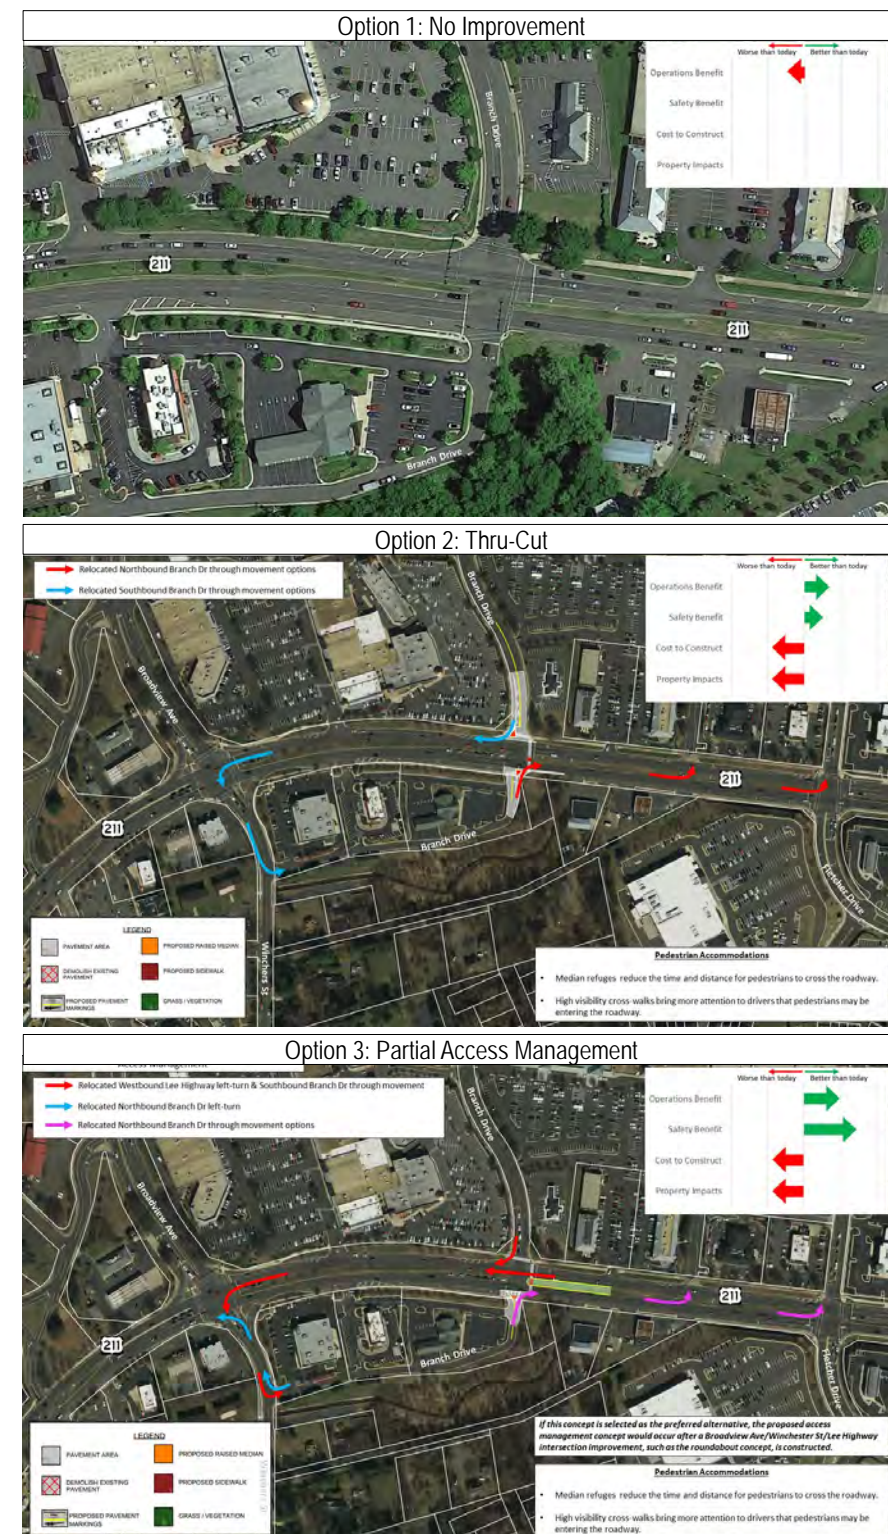 Option 1: No Improvement
Worse than today
Better than today
Operations Benefit
Safety Benefit
Cost to Construct
Property Impacts
Branch Drive
211
211
Branch Drive
Option 2: Thru-Cut
Relocated Northbound Branch Dr through movement options
Relocated Southbound Branch Dr through movement options
Worse than today
Better than today
Operations Benefit
Safety Benefit
Cost to Construct
Property Impacts
Branch Drive
Broadview Ave
211
211
Branch Drive
Fletcher Drive
Winchers St
LEGEND
PAVEMENT AREA
PROPOSED RAISED MEDIAN
DEMOLISH EXISTING
PAVEMENT
PROPOSED SIDEWALK
PROPOSED PAVEMENT
MARKINGS
GRASS / VEGETATION
Pedestrian Accommodations
• Median refuges reduce the time and distance for pedestrians to cross the roadway.
• High visibility cross-walks bring more attention to drivers that pedestrians may be
entering the roadway.
Option 3: Partial Access Management
Access Management
Relocated Westbound Lee Highway left-turn & Southbound Branch Dr through movement
Relocated Northbound Branch Dr left-turn
Relocated Northbound Branch Dr through movement options
Worse than today
Better than today
Operations Benefit
Safety Benefit
Cost to Construct
Property Impacts
Branch Drive
Broadview Ave
211
211
Branch Drive
Fletcher Drive
If this concept is selected as the preferred alternative, the proposed access
management concept would occur after a Broadview Ave/Winchester St/Lee Highway
intersection improvement, such as the roundabout concept, is constructed.
LEGEND
PAVEMENT AREA
PROPOSED RAISED MEDIAN
DEMOLISH EXISTING
PAVEMENT
PROPOSED SIDEWALK
PROPOSED PAVEMENT
MARKINGS
GRASS / VEGETATION
Pedestrian Accommodations
• Median refuges reduce the time and distance for pedestrians to cross the roadway.
• High visibility cross-walks bring more attention to drivers that pedestrians may be
entering the roadway.